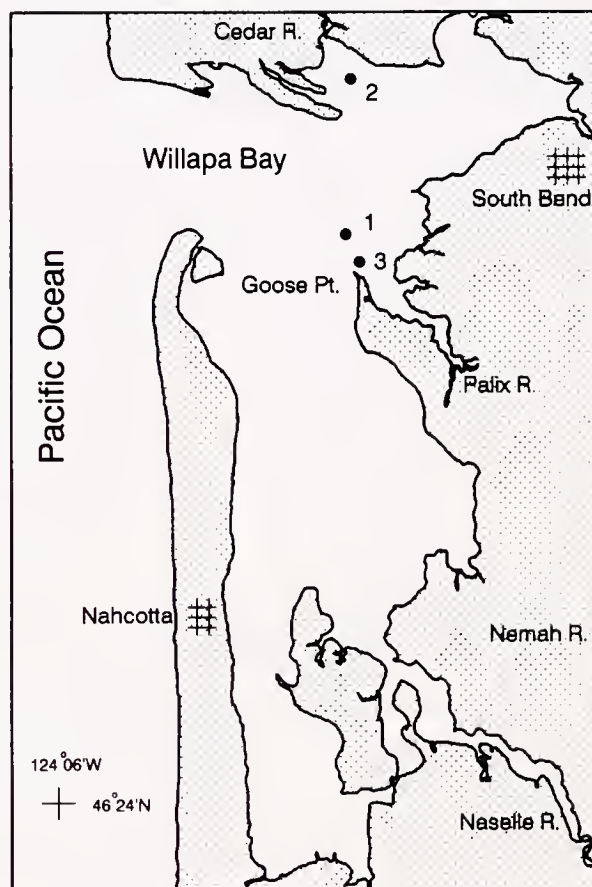 Cedar R.
2
Willapa Bay
South Bend
1
3
Goose Pt.
Pacific Ocean
Palix R.
Nahcotta
Nemah R.
124°06'W
46°24'N
Naselle R.